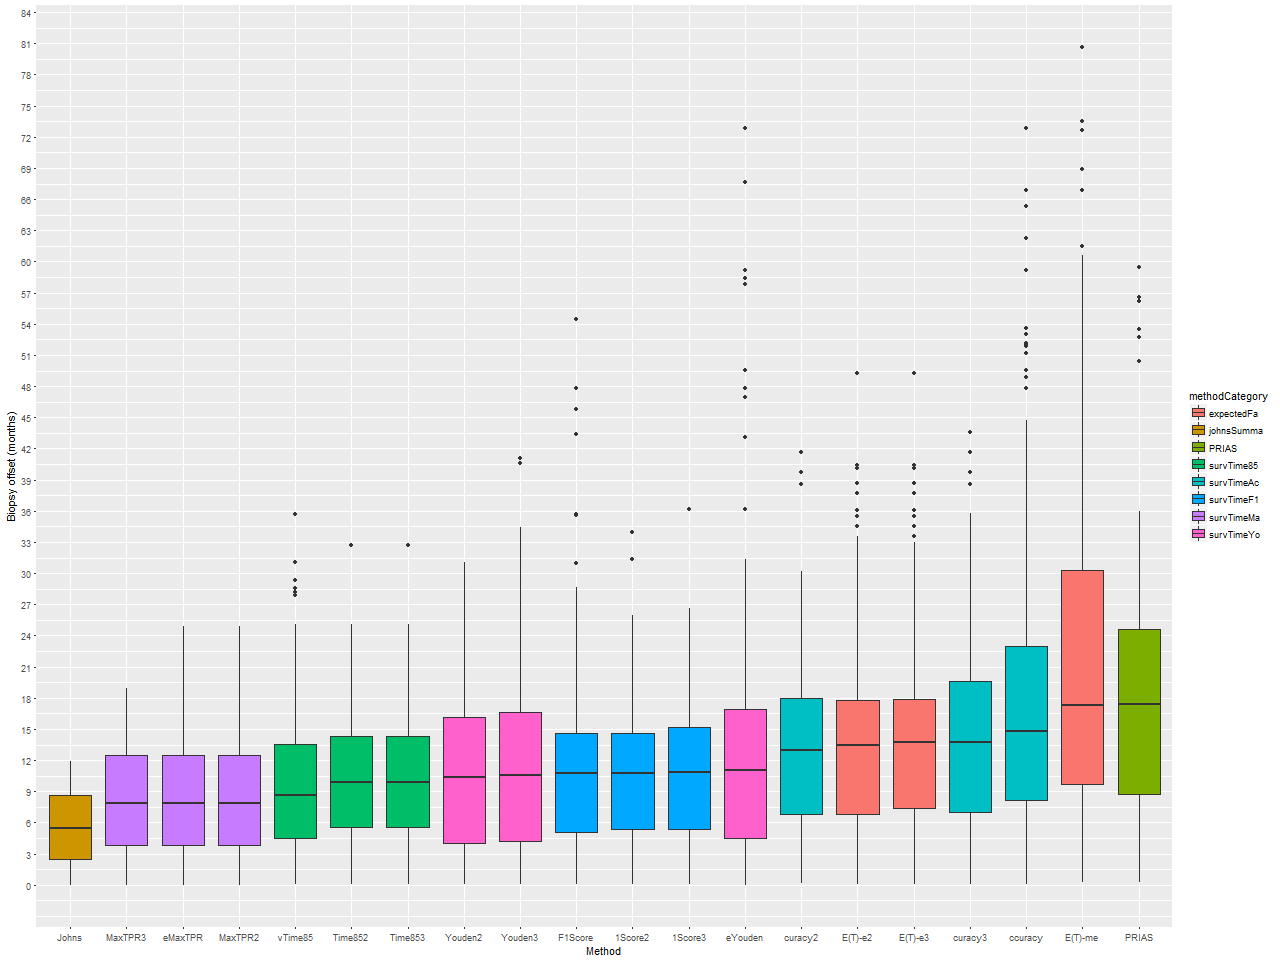 84
81
78
75
72
69
66
63
60
57
54
51
48
45
42
39
36
33
30
27
24
21
18
15
12
9
6
3
0
Biopsy offset (months)
Johns MaxTPR3 eMaxTPR MaxTPR2 vTime85 Time852 Time853 Youden2 Youden3 F1Score 1Score2 1Score3 eYouden curacy2 E(T)-e2 E(T)-e3 curacy3 ccuracy E(T)-me PRIAS
Method
methodCategory
expectedFa
johnsSumma
PRIAS
survTime85
survTimeAc
survTimeF1
survTimeMa
survTimeYo